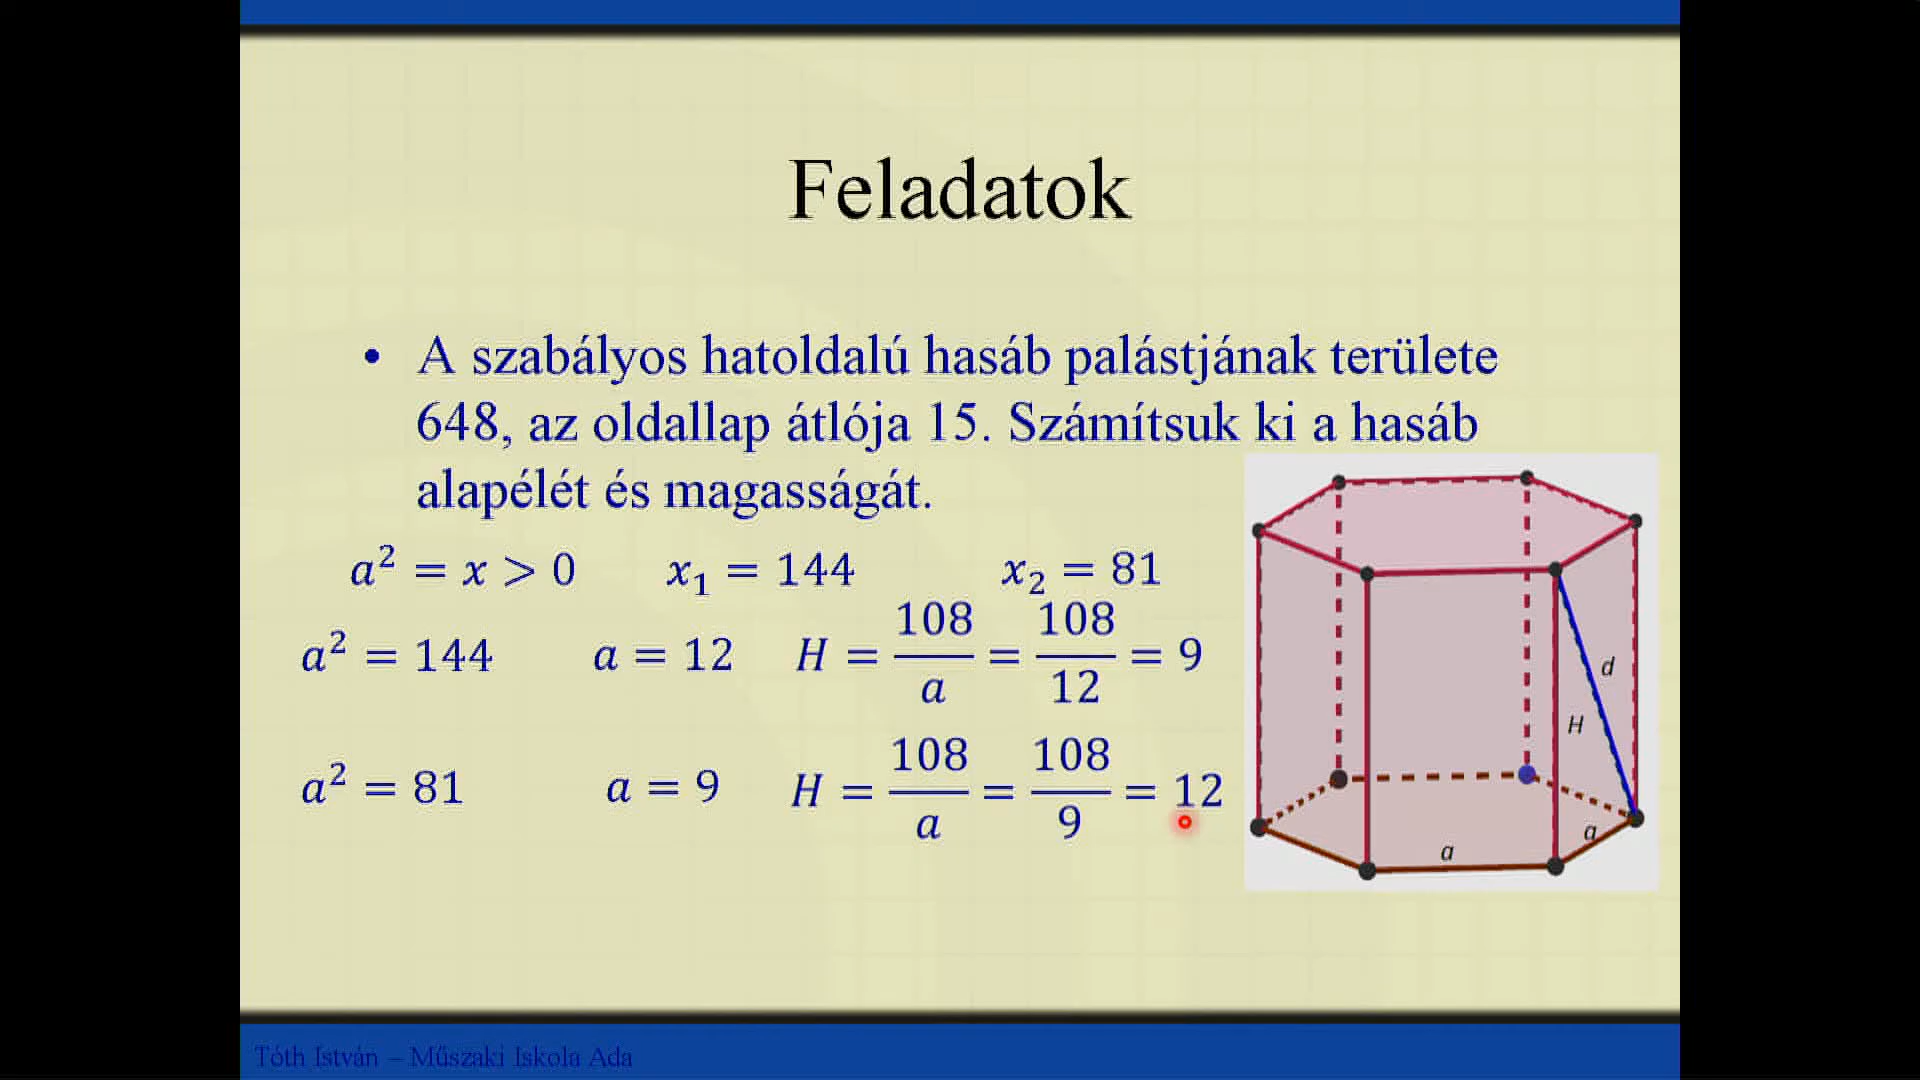 Feladatok
• A szabályos hatoldalú hasáb palástjának területe
648, az oldallap átlója 15. Számítsuk ki a hasáb
alapélét és magasságát.
a² = x > 0 x₁ = 144 x₂ = 81
a² = 144 a = 12 H = 108/a = 108/12 = 9
a² = 81 a = 9 H = 108/a = 108/9 = 12
d
H
a
a
Tóth István – Műszaki Iskola Ada